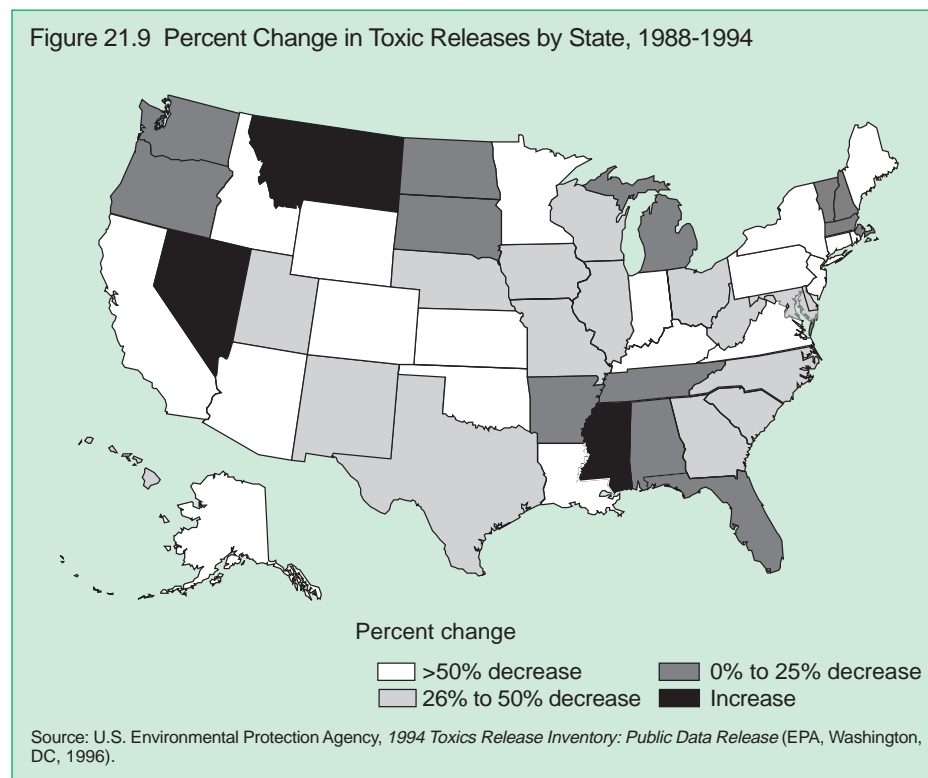 Figure 21.9 Percent Change in Toxic Releases by State, 1988-1994
Percent change
>50% decrease
0% to 25% decrease
26% to 50% decrease
Increase
Source: U.S. Environmental Protection Agency, 1994 Toxics Release Inventory: Public Data Release (EPA, Washington,
DC, 1996).